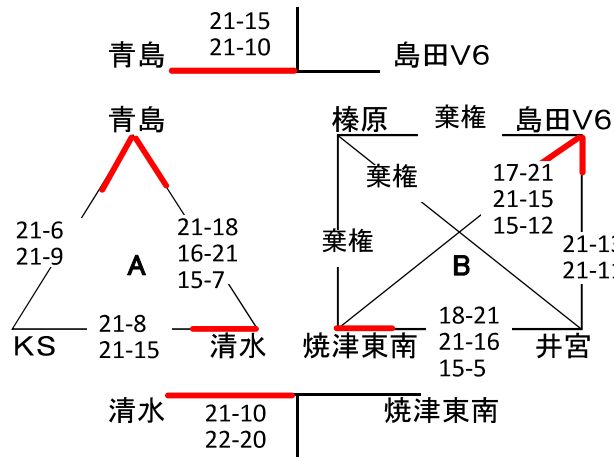 21-15
21-10
青島
島田V6
青島
榛原
棄権
島田V6
棄権
17-21
21-15
15-12
21-6
21-9
A
21-18
16-21
15-7
棄権
B
21-13
21-11
KS
21-8
21-15
清水
焼津東南
18-21
21-16
15-5
井宮
清水
21-10
22-20
焼津東南